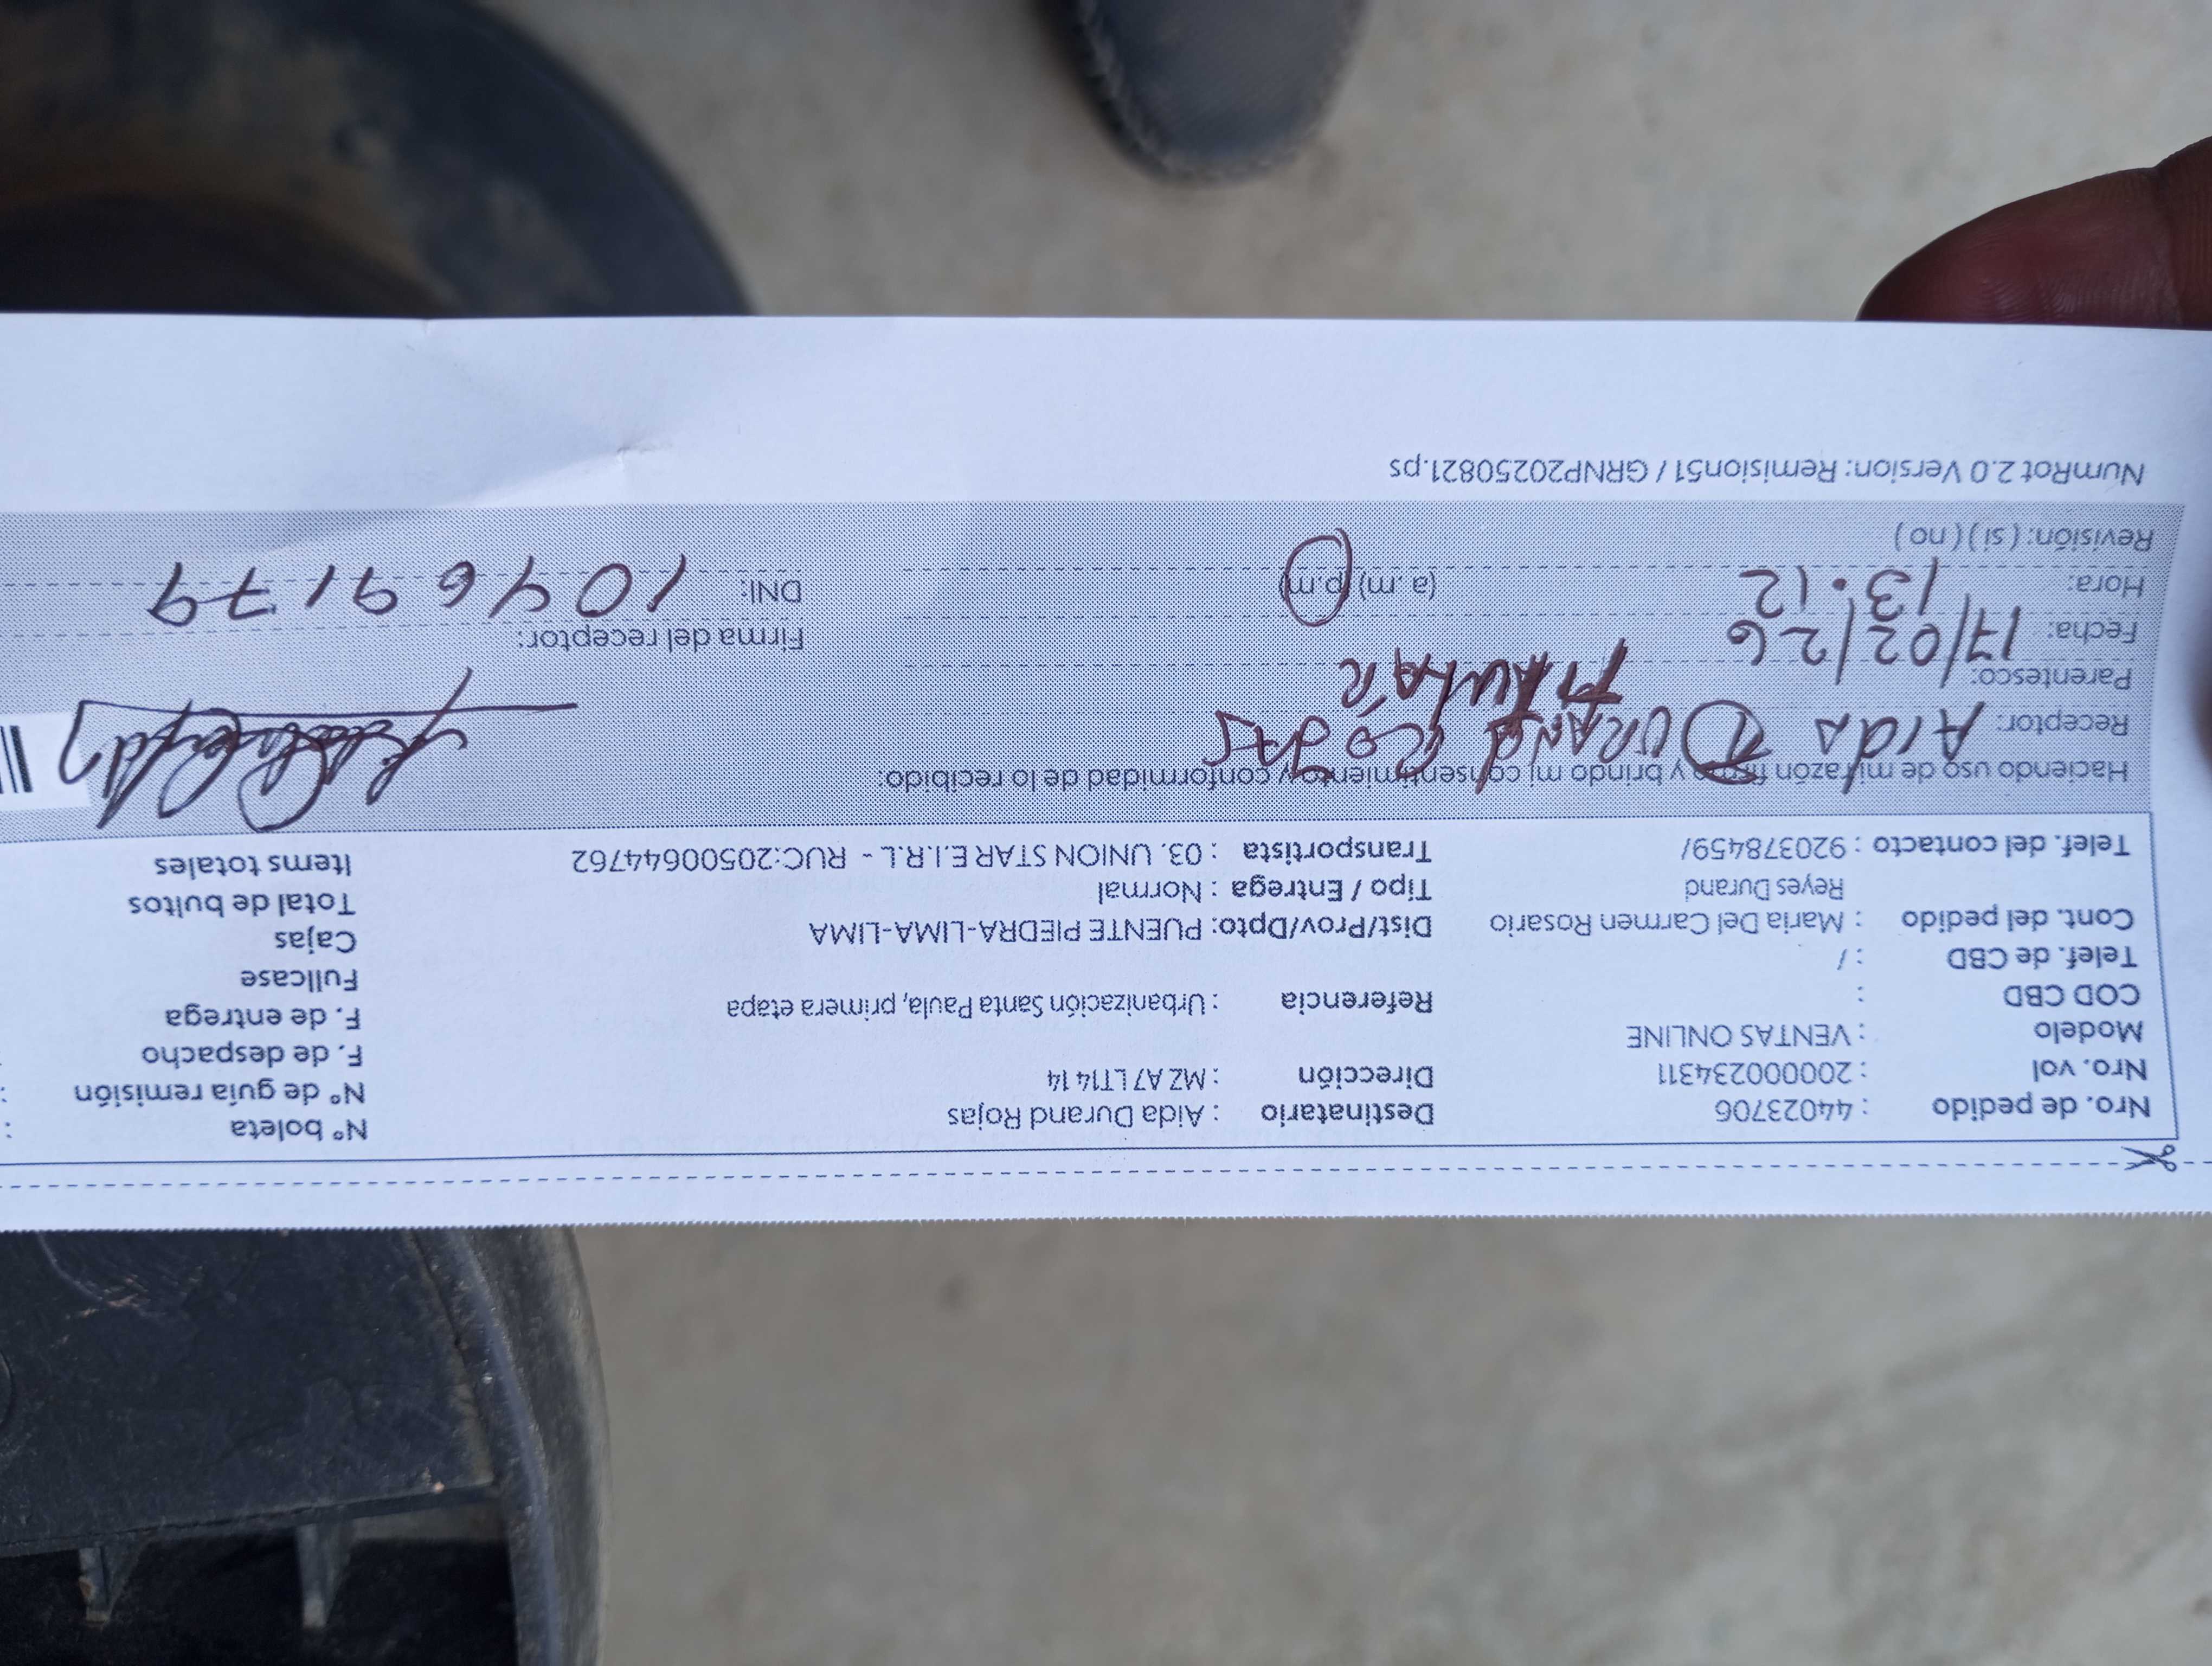 Nro. de pedido : 44023706
Nro. vol : 20000023 4311
Modelo : VENTAS ONLINE
COD CBD :
Telef. de CBD : /
Cont. del pedido : Maria Del Carmen Rosario
Reyes Durand
Telef. del contacto : 920378459/
Destinatario : Aida Durand Rojas
Dirección : MZ A7 LT14 14
Referencia : Urbanización Santa Paula, primera etapa
Dist/Prov/Dpto: PUENTE PIEDRA-LIMA-LIMA
Tipo / Entrega : Normal
Transportista : 03. UNION STAR E.I.R.L - RUC:20500644762
N° boleta :
N° de guía remisión :
F. de despacho
F. de entrega
Fullcase
Cajas
Total de bultos
Items totales
Haciendo uso de mi razón firmo y brindo mi consentimiento y conformidad de lo recibido:
Receptor: Aida DURAND
Parentesco:
Fecha: 17/02/26
Hora: 13.12 (a.m) (p.m)
Revisión: (si) (no)
Firma del receptor:
DNI: 10469179
NumRot 2.0 Version: Remision51 / GRNP20250821.ps